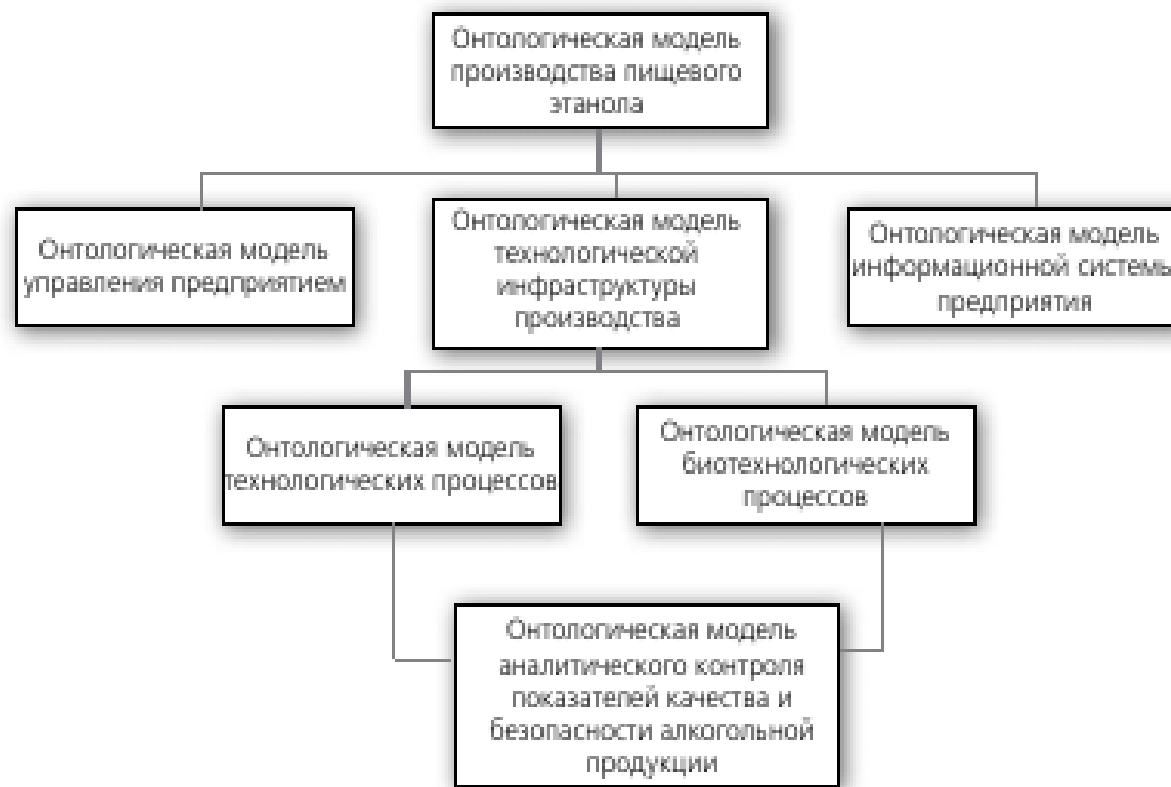 Онтологическая модель
производства пищевого
этанола
Онтологическая модель
управления предприятием
Онтологическая модель
технологической
инфраструктуры
производства
Онтологическая модель
информационной системы
предприятия
Онтологическая модель
технологических процессов
Онтологическая модель
биотехнологических
процессов
Онтологическая модель
аналитического контроля
показателей качества и
безопасности алкогольной
продукции